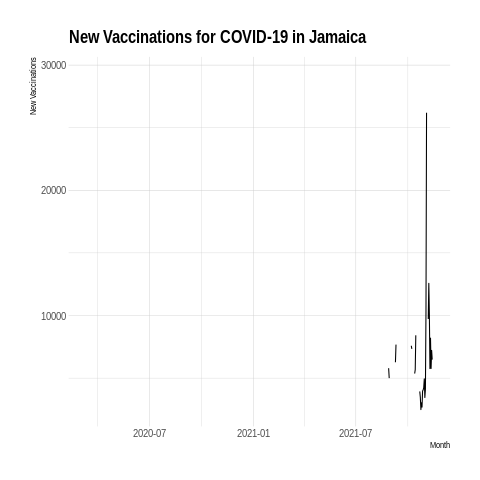 New Vaccinations for COVID-19 in Jamaica
New Vaccinations
30000
20000
10000
2020-07 2021-01 2021-07
Month